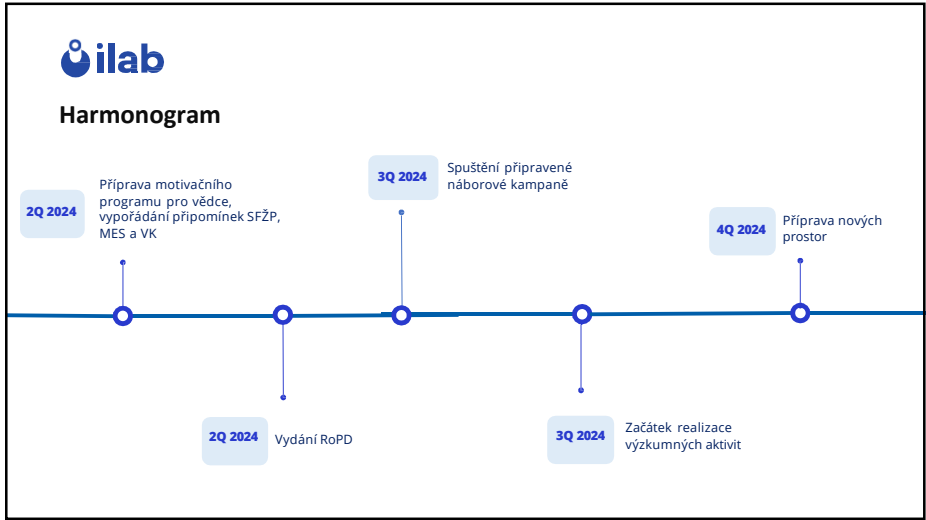 ilab
Harmonogram
2Q 2024
Příprava motivačního
programu pro vědce,
vypořádání připomínek SFŽP,
MES a VK
2Q 2024
Vydání RoPD
3Q 2024
Spuštění připravené
náborové kampaně
3Q 2024
Začátek realizace
výzkumných aktivit
4Q 2024
Příprava nových
prostor